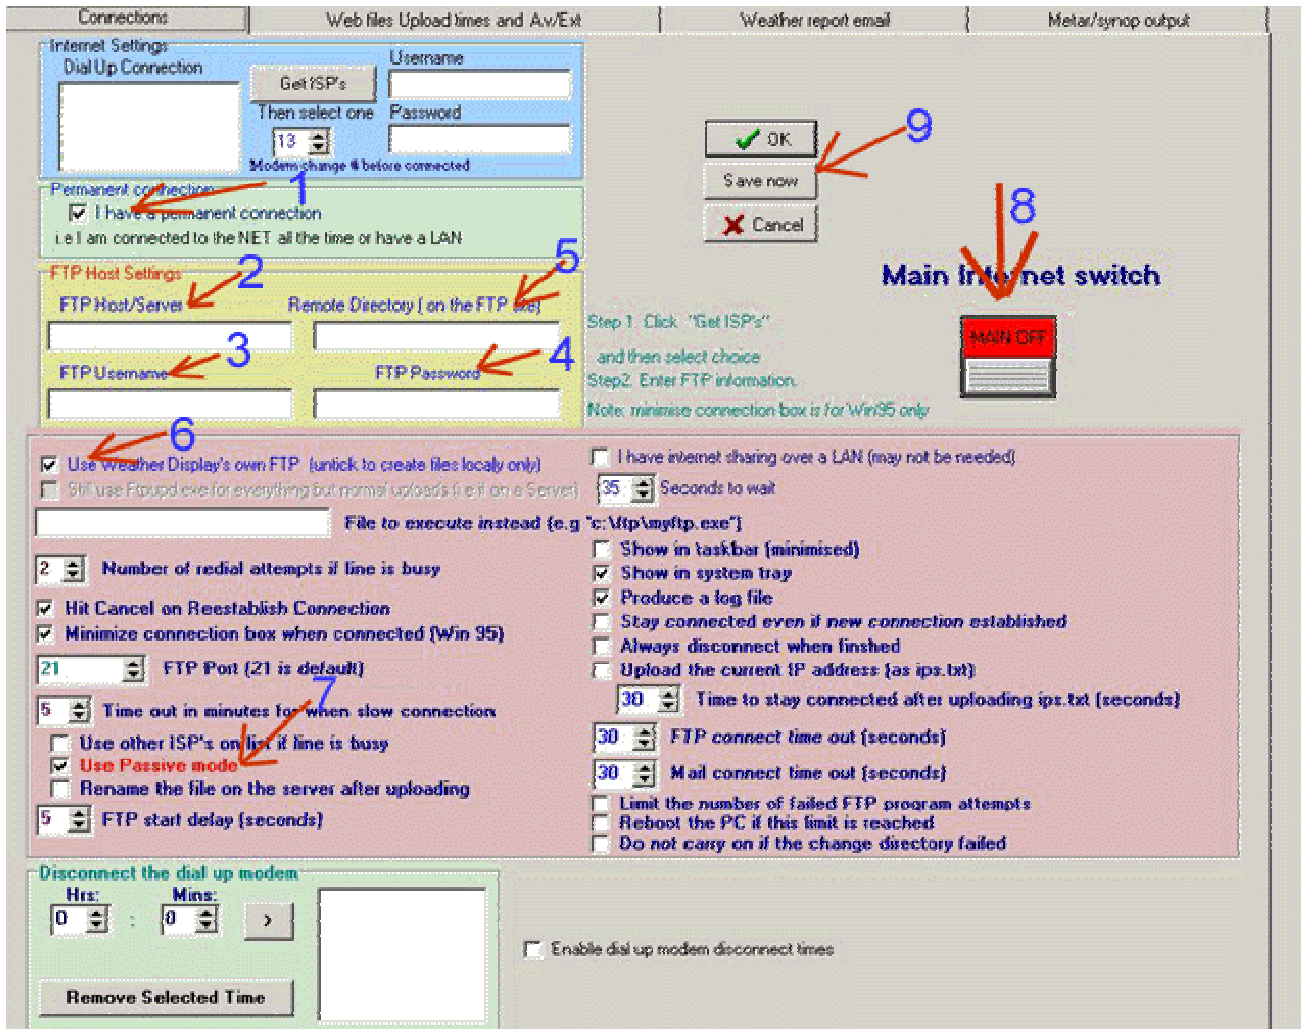 Connections
Web files Upload times and Av/Ext
Weather report email
Metar/synop output
Internet Settings
Dial Up Connection
Get ISP's
Then select one
13
Modem change # before connected
Username
Password
Permanent connection
1
I have a permanent connection
i.e I am connected to the NET all the time or have a LAN
OK
Save now
Cancel
9
8
Main Internet switch
MAIN OFF
FTP Host Settings
2
5
FTP Host/Server
Remote Directory ( on the FTP site)
3
4
FTP Username
FTP Password
Step 1. Click "Get ISP's"
and then select choice
Step2. Enter FTP information.
Note: minimise connection box is for Win95 only
6
Use Weather Display's own FTP (untick to create files locally only)
Still use Ftpupd.exe for everything but normal uploads (i.e if on a Server)
File to execute instead (e.g "c:\ftp\myftp.exe")
2 Number of redial attempts if line is busy
Hit Cancel on Reestablish Connection
Minimize connection box when connected (Win 95)
21 FTP Port (21 is default)
7
5 Time out in minutes for when slow connection
Use other ISP's on list if line is busy
Use Passive mode
Rename the file on the server after uploading
5 FTP start delay (seconds)
I have internet sharing over a LAN (may not be needed)
35 Seconds to wait
Show in taskbar (minimised)
Show in system tray
Produce a log file
Stay connected even if new connection established
Always disconnect when finshed
Upload the current IP address (as ips.txt)
30 Time to stay connected after uploading ips.txt (seconds)
30 FTP connect time out (seconds)
30 Mail connect time out (seconds)
Limit the number of failed FTP program attempts
Reboot the PC if this limit is reached
Do not carry on if the change directory failed
Disconnect the dial up modem
Hrs: Mins:
0 : 0 >
Remove Selected Time
Enable dial up modem disconnect times